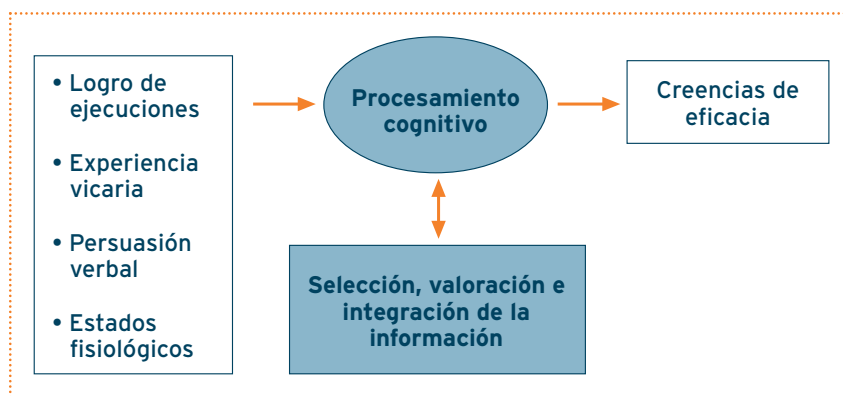 • Logro de
ejecuciones
• Experiencia
vicaria
• Persuasión
verbal
• Estados
fisiológicos
Procesamiento
cognitivo
Creencias de
eficacia
Selección, valoración e
integración de la
información